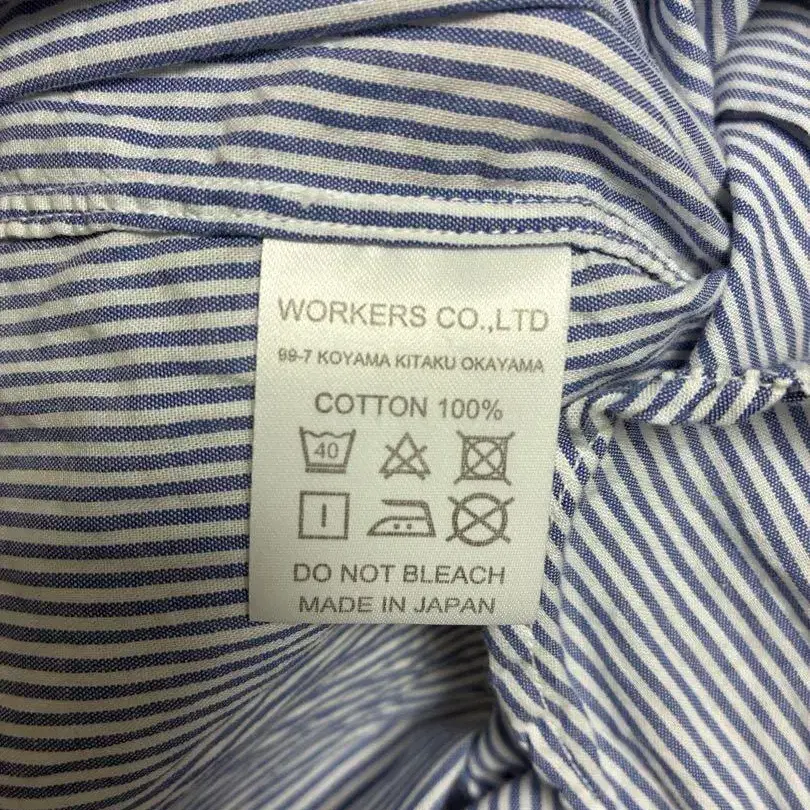 WORKERS CO.,LTD
99-7 KOYAMA KITAKU OKAYAMA
COTTON 100%
40
DO NOT BLEACH
MADE IN JAPAN